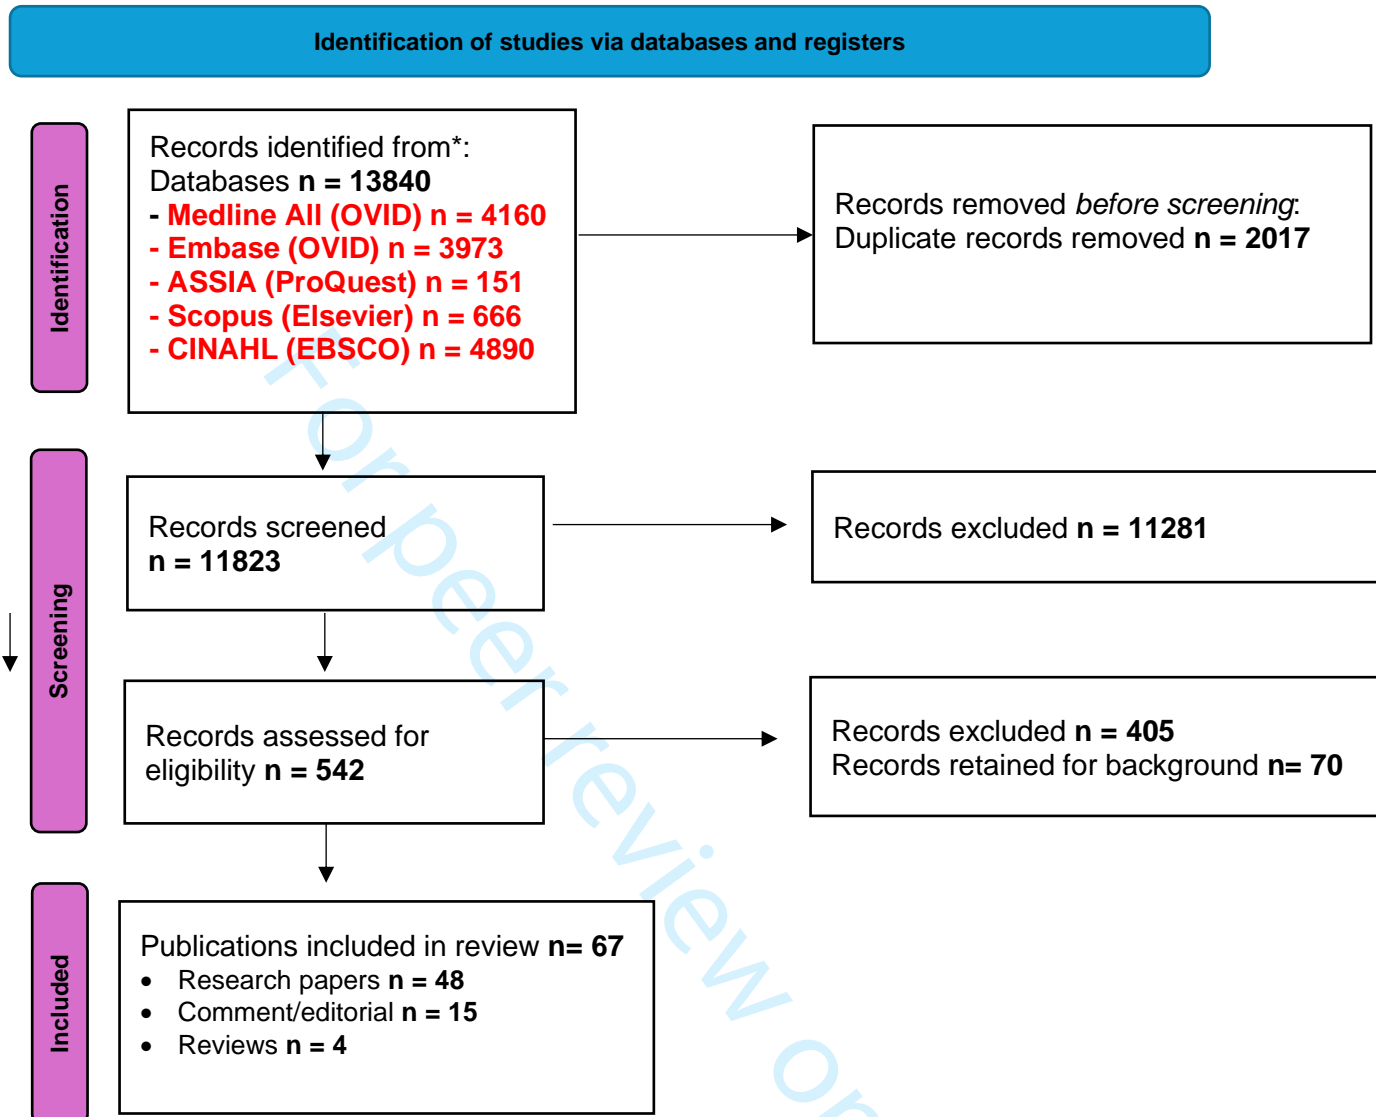 Identification of studies via databases and registers
Identification
Records identified from*:
Databases n = 13840
- Medline All (OVID) n = 4160
- Embase (OVID) n = 3973
- ASSIA (ProQuest) n = 151
- Scopus (Elsevier) n = 666
- CINAHL (EBSCO) n = 4890
Records removed before screening:
Duplicate records removed n = 2017
Screening
Records screened
n = 11823
Records excluded n = 11281
Records assessed for
eligibility n = 542
Records excluded n = 405
Records retained for background n= 70
Included
Publications included in review n= 67
• Research papers n = 48
• Comment/editorial n = 15
• Reviews n = 4
For peer review on